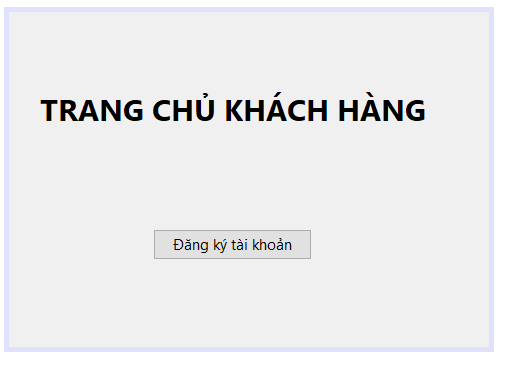 TRANG CHỦ KHÁCH HÀNG
Đăng ký tài khoản